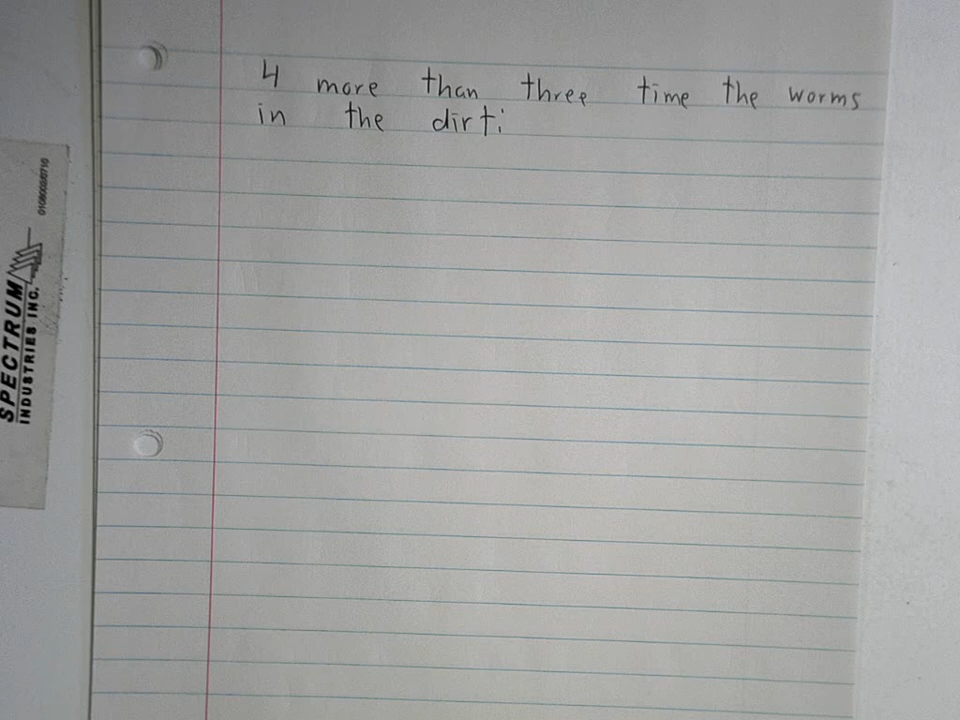 4 more than three time the worms
in the dirt:
SPECTRUM
INDUSTRIES INC.